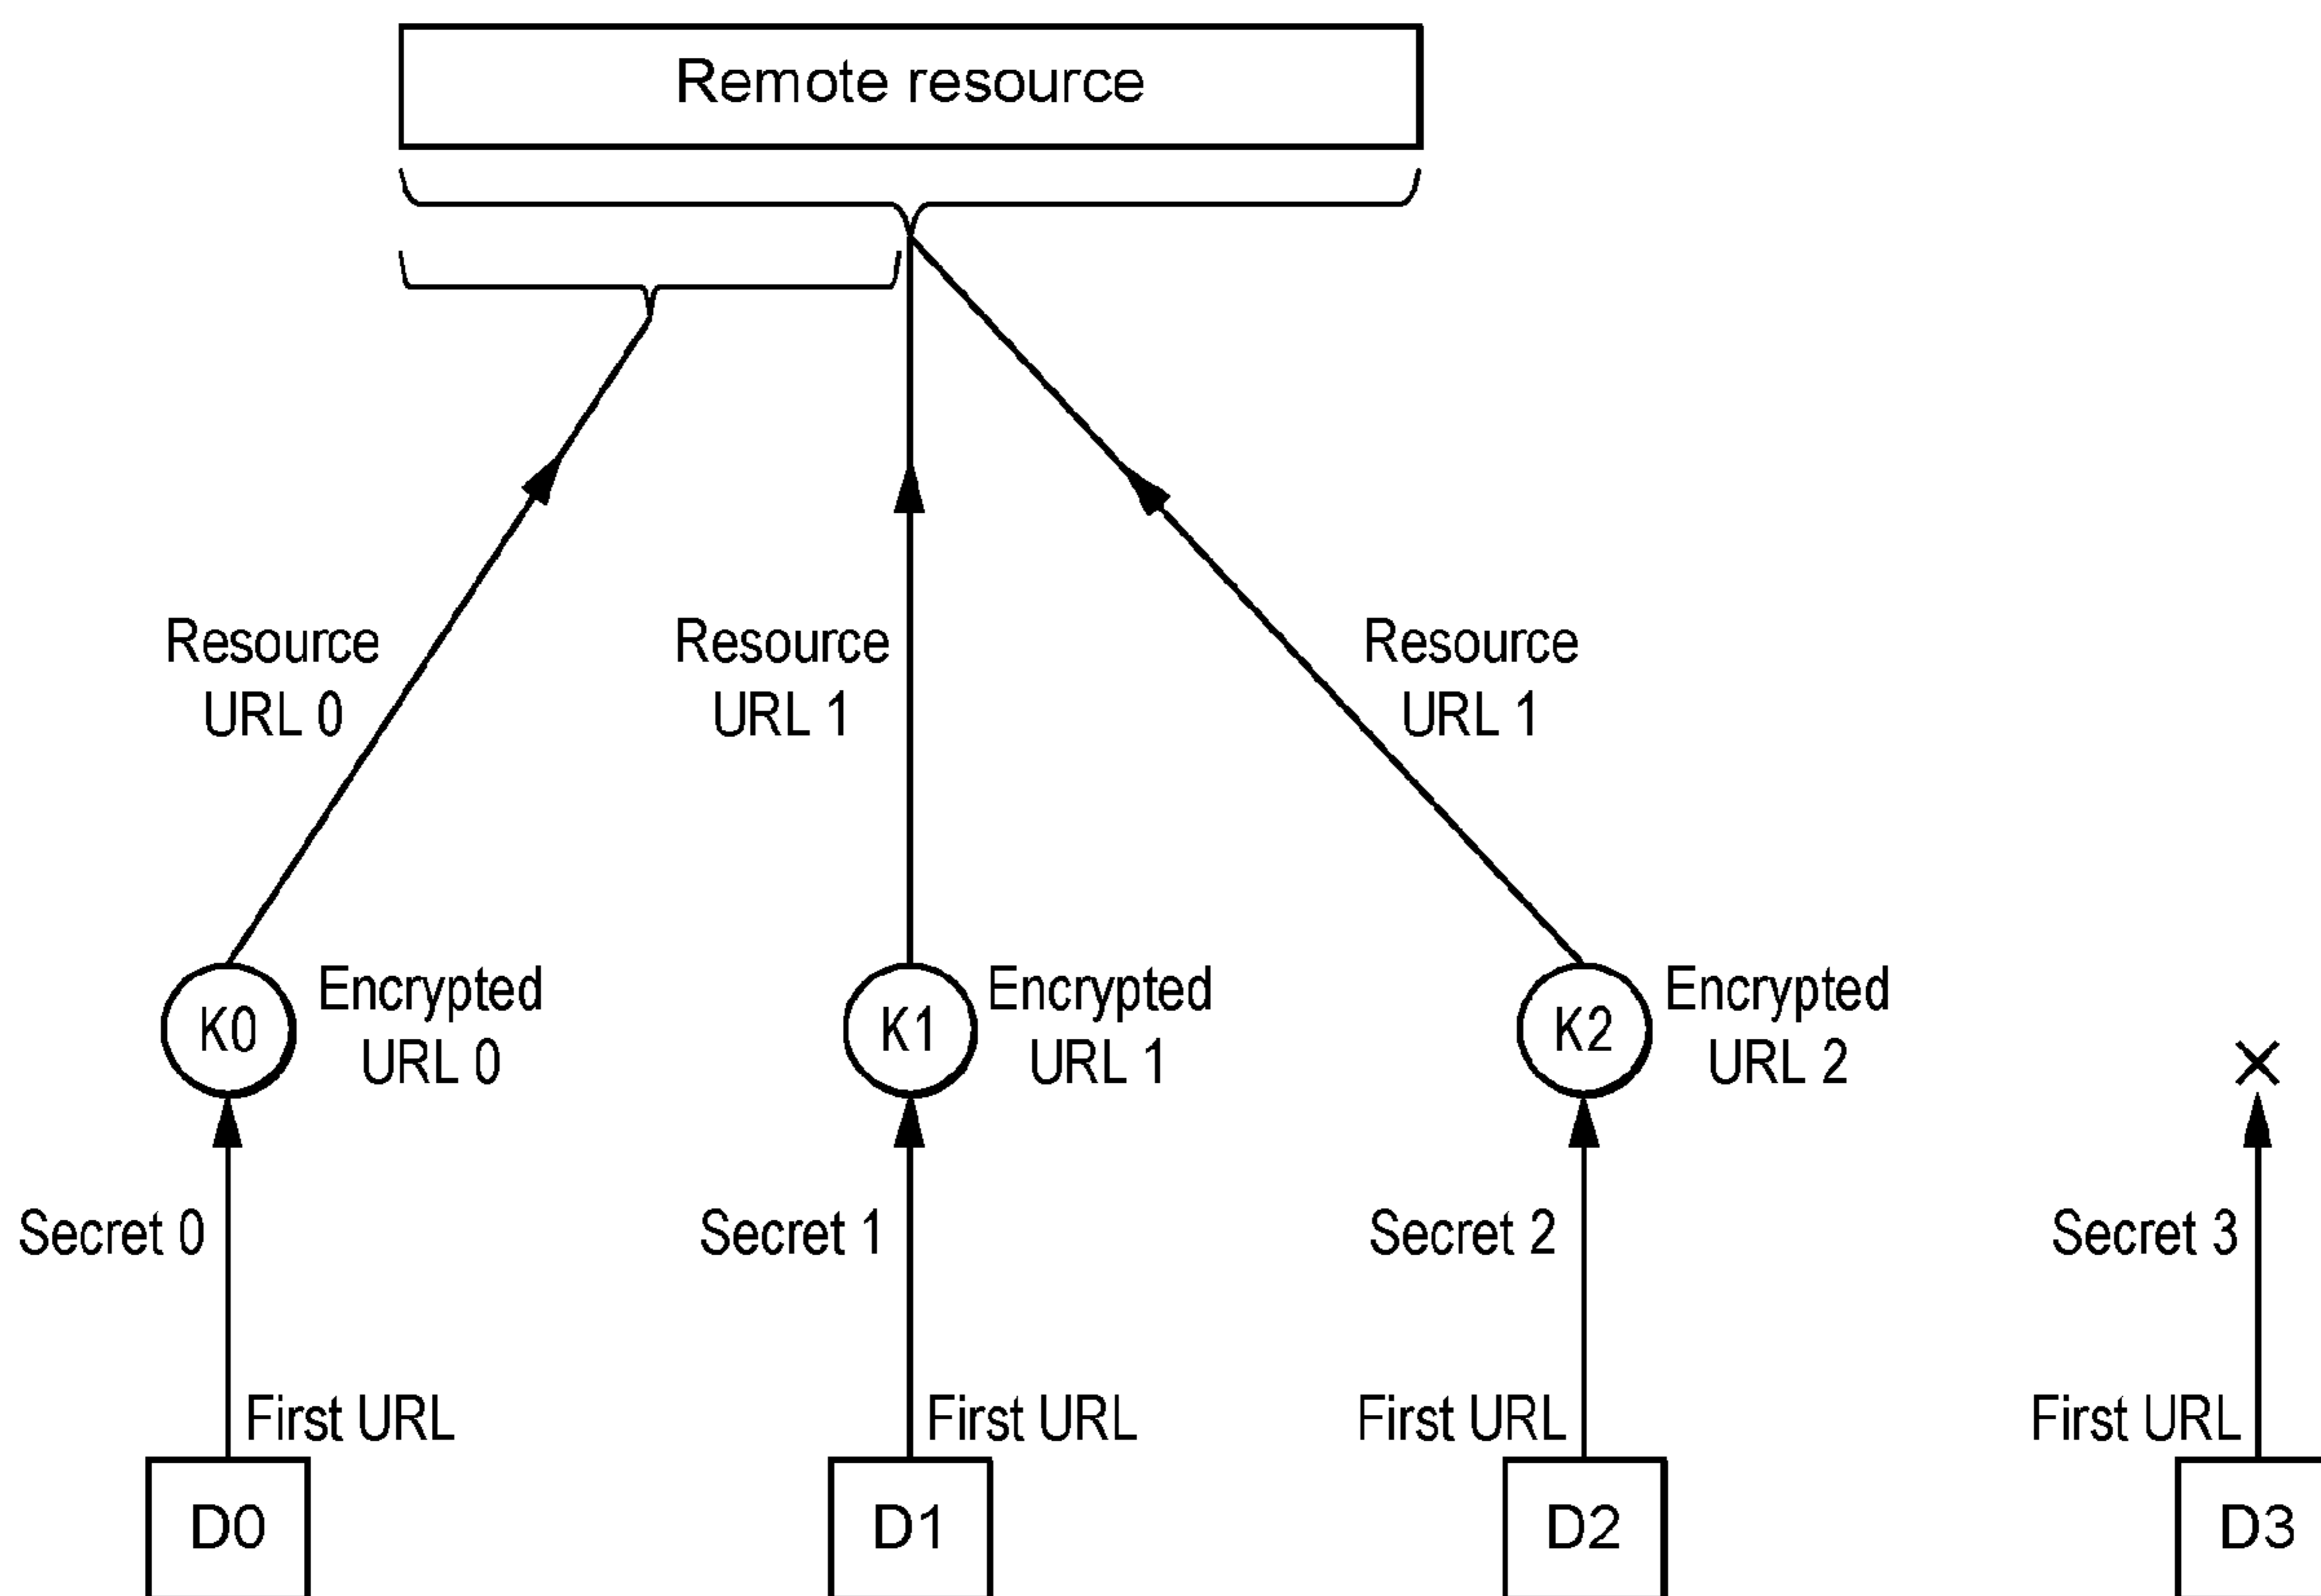 Remote resource
Resource
URL 0
Resource
URL 1
Resource
URL 1
K0
Encrypted
URL 0
K1
Encrypted
URL 1
K2
Encrypted
URL 2
Secret 0
Secret 1
Secret 2
Secret 3
First URL
First URL
First URL
First URL
D0
D1
D2
D3